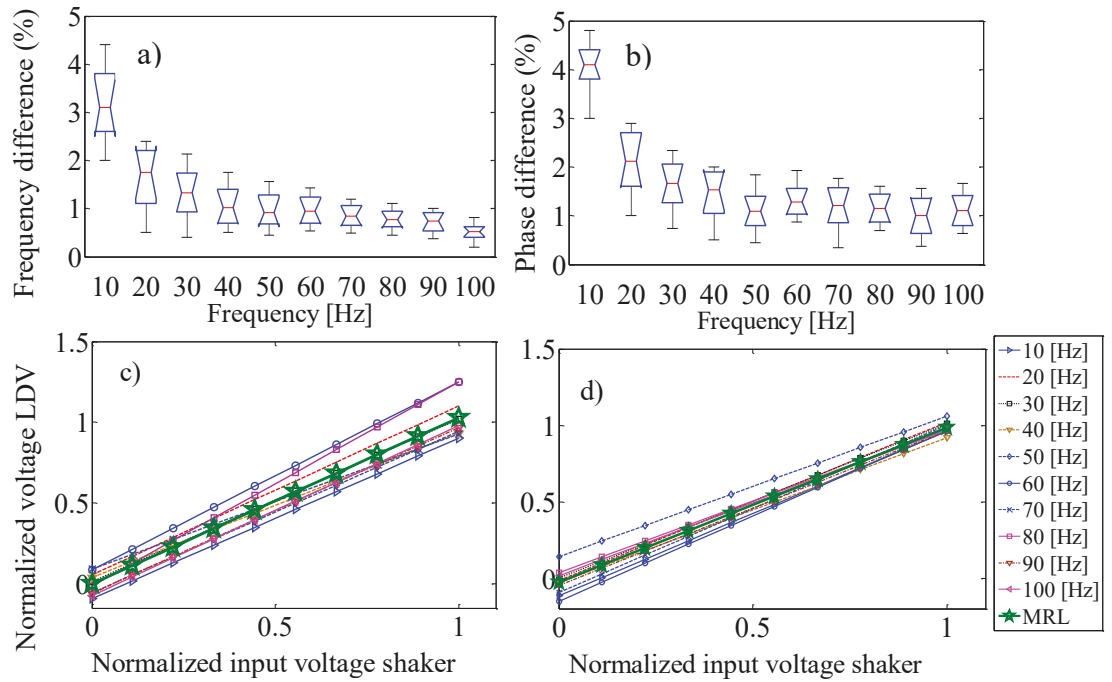 a)
Frequency difference (%)
5
4
3
2
1
0
10 20 30 40 50 60 70 80 90 100
Frequency [Hz]
b)
Phase difference (%)
5
4
3
2
1
0
10 20 30 40 50 60 70 80 90 100
Frequency [Hz]
c)
Normalized voltage LDV
1.5
1
0.5
0
0 0.5 1
Normalized input voltage shaker
d)
1.5
1
0.5
0
0 0.5 1
Normalized input voltage shaker
10 [Hz]
20 [Hz]
30 [Hz]
40 [Hz]
50 [Hz]
60 [Hz]
70 [Hz]
80 [Hz]
90 [Hz]
100 [Hz]
MRL